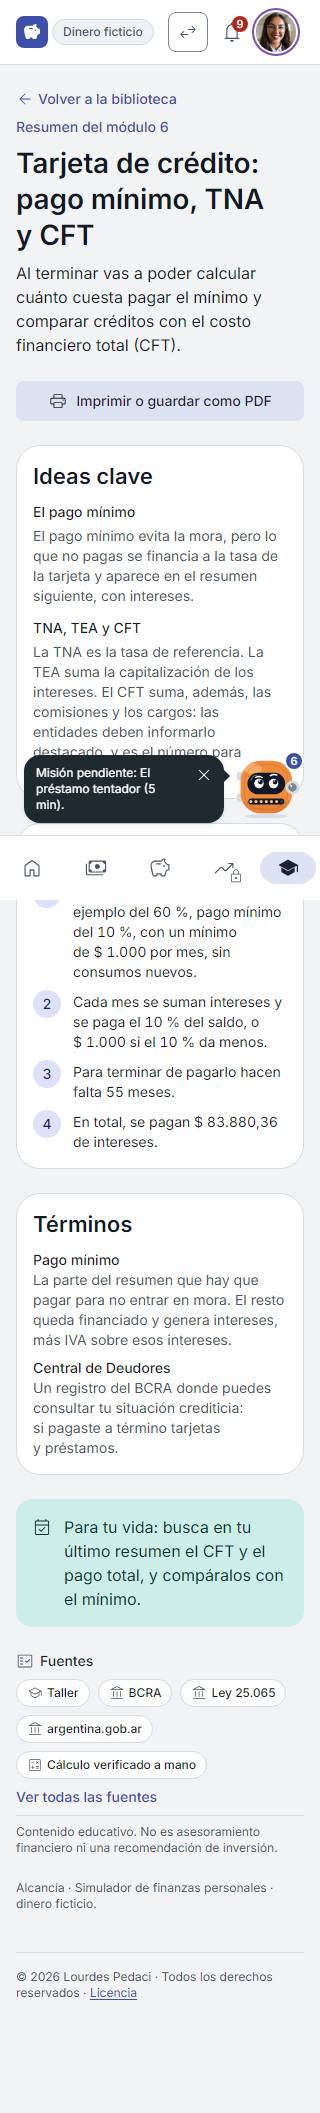 Dinero ficticio
9
Volver a la biblioteca
Resumen del módulo 6
Tarjeta de crédito:
pago mínimo, TNA
y CFT
Al terminar vas a poder calcular
cuánto cuesta pagar el mínimo y
comparar créditos con el costo
financiero total (CFT).
Imprimir o guardar como PDF
Ideas clave
El pago mínimo
El pago mínimo evita la mora, pero lo
que no pagas se financia a la tasa de
la tarjeta y aparece en el resumen
siguiente, con intereses.
TNA, TEA y CFT
La TNA es la tasa de referencia. La
TEA suma la capitalización de los
intereses. El CFT suma, además, las
comisiones y los cargos: las
entidades deben informarlo
destacado, y es el número para
Misión pendiente: El
préstamo tentador (5
min).
6
ejemplo del 60 %, pago mínimo
del 10 %, con un mínimo
de $ 1.000 por mes, sin
consumos nuevos.
2 Cada mes se suman intereses y
se paga el 10 % del saldo, o
$ 1.000 si el 10 % da menos.
3 Para terminar de pagarlo hacen
falta 55 meses.
4 En total, se pagan $ 83.880,36
de intereses.
Términos
Pago mínimo
La parte del resumen que hay que
pagar para no entrar en mora. El resto
queda financiado y genera intereses,
más IVA sobre esos intereses.
Central de Deudores
Un registro del BCRA donde puedes
consultar tu situación crediticia:
si pagaste a término tarjetas
y préstamos.
Para tu vida: busca en tu
último resumen el CFT y el
pago total, y compáralos con
el mínimo.
Fuentes
Taller BCRA Ley 25.065
argentina.gob.ar
Cálculo verificado a mano
Ver todas las fuentes
Contenido educativo. No es asesoramiento
financiero ni una recomendación de inversión.
Alcancía · Simulador de finanzas personales ·
dinero ficticio.
© 2026 Lourdes Pedaci · Todos los derechos
reservados · Licencia